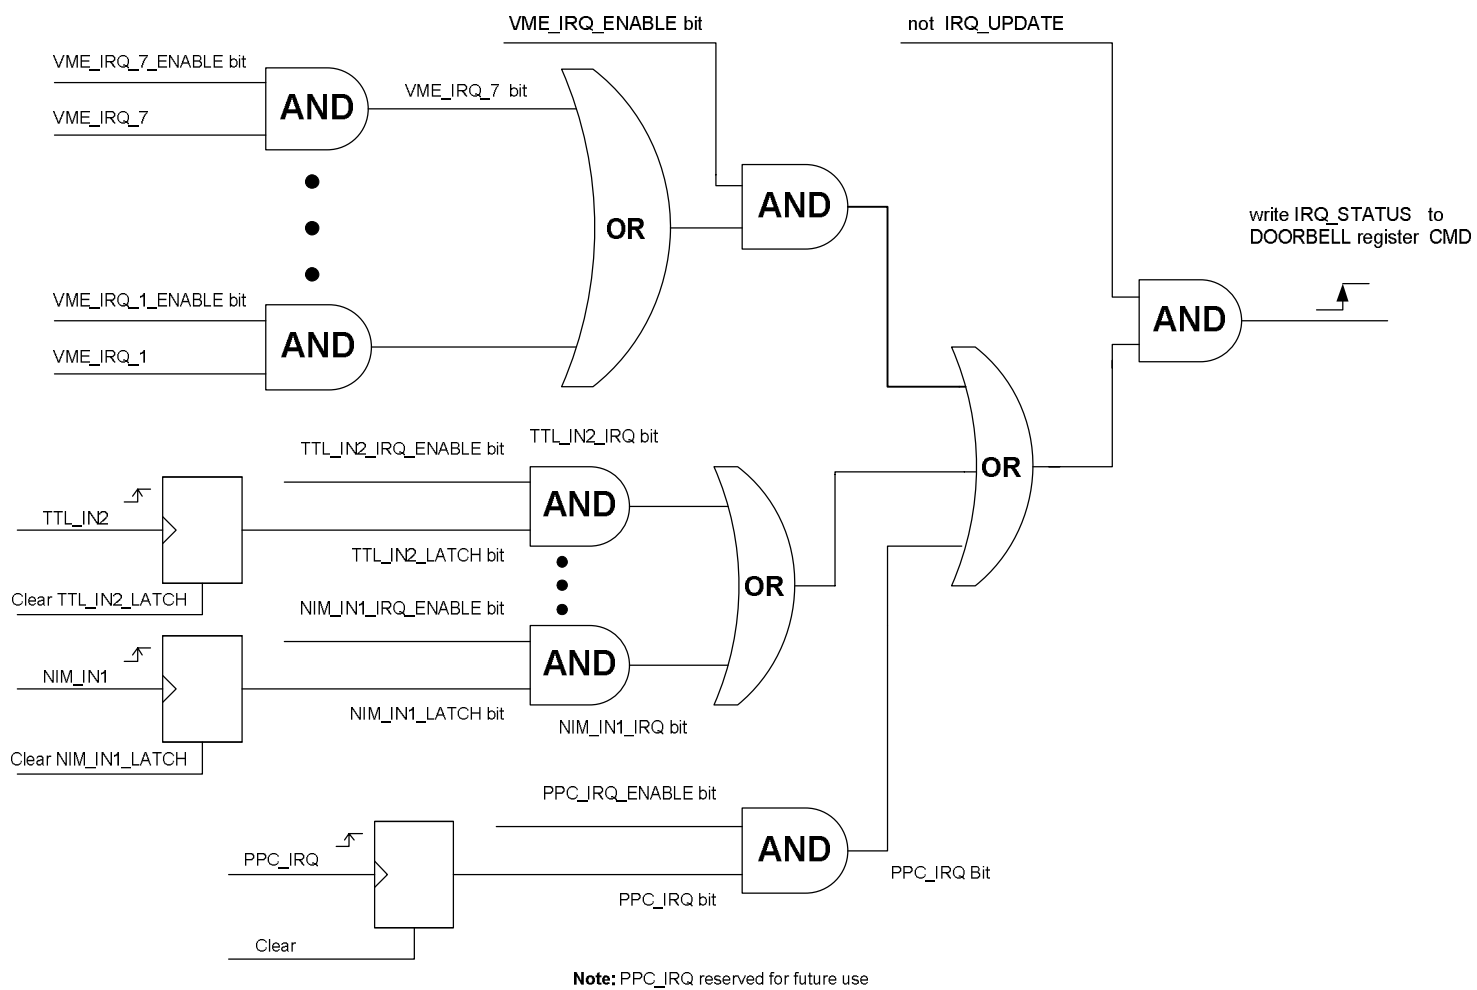 VME_IRQ_ENABLE bit
not IRQ_UPDATE
VME_IRQ_7_ENABLE bit
VME_IRQ_7
AND
VME_IRQ_7 bit
OR
AND
write IRQ_STATUS to
DOORBELL register CMD
VME_IRQ_1_ENABLE bit
VME_IRQ_1
AND
AND
TTL_IN2_IRQ_ENABLE bit
TTL_IN2_IRQ bit
AND
TTL_IN2
TTL_IN2_LATCH bit
Clear TTL_IN2_LATCH
OR
OR
NIM_IN1_IRQ_ENABLE bit
AND
NIM_IN1
NIM_IN1_LATCH bit
NIM_IN1_IRQ bit
Clear NIM_IN1_LATCH
PPC_IRQ_ENABLE bit
AND
PPC_IRQ
PPC_IRQ bit
PPC_IRQ Bit
Clear
Note: PPC_IRQ reserved for future use